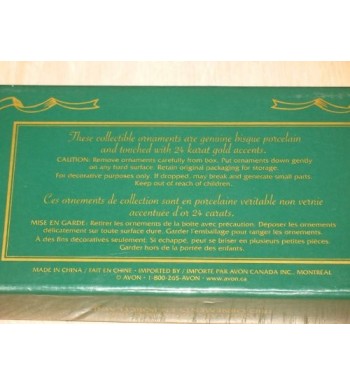 These collectible ornaments are genuine bisque porcelain
and touched with 24 karat gold accents.
CAUTION: Remove ornaments carefully from box. Put ornaments down gently
on any hard surface. Retain original packaging for storage.
For decorative purposes only. If dropped, may break and generate small parts.
Keep out of reach of children.
Ces ornements de collection sont en porcelaine veritable non vernie
accentuée d'or 24 carats.
MISE EN GARDE: Retirer les ornements de la boîte avec précaution. Déposer les ornements
délicatement sur toute surface dure. Garder l'emballage pour ranger les ornements.
À des fins décoratives seulement. Si échappé, peut se briser en plusieurs petites pièces.
Garder hors de la portée des enfants.
MADE IN CHINA / FAIT EN CHINE • IMPORTED BY / IMPORTÉ PAR AVON CANADA INC., MONTREAL
© AVON • 1-800-265-AVON • www.avon.ca